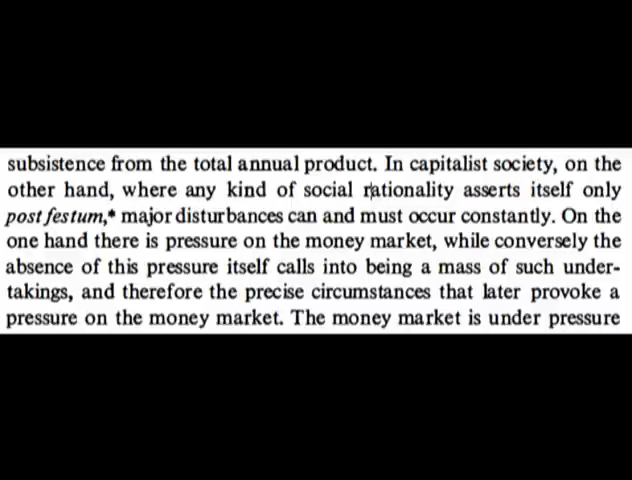 subsistence from the total annual product. In capitalist society, on the
other hand, where any kind of social rationality asserts itself only
post festum,* major disturbances can and must occur constantly. On the
one hand there is pressure on the money market, while conversely the
absence of this pressure itself calls into being a mass of such under-
takings, and therefore the precise circumstances that later provoke a
pressure on the money market. The money market is under pressure